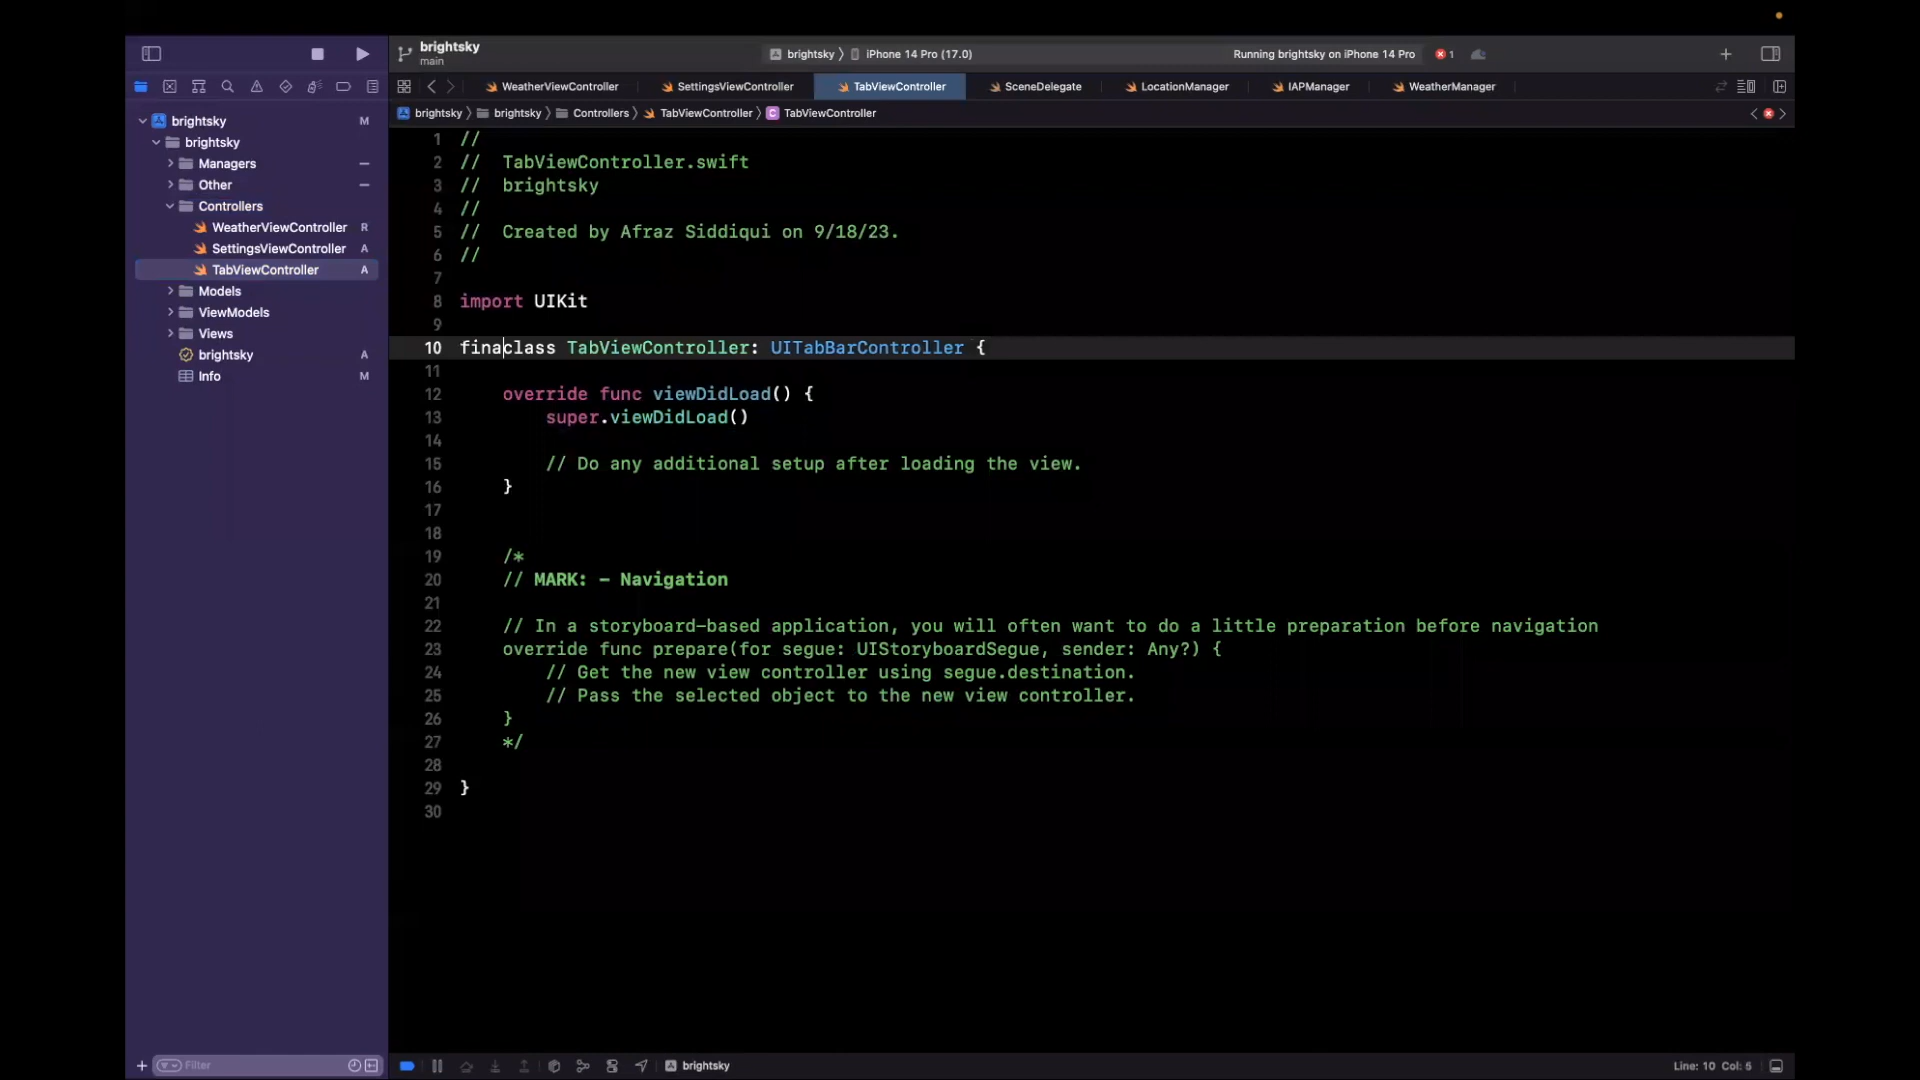 brightsky
main
brightsky
iPhone 14 Pro (17.0)
Running brightsky on iPhone 14 Pro
1
WeatherViewController
SettingsViewController
TabViewController
SceneDelegate
LocationManager
IAPManager
WeatherManager
brightsky
brightsky
Controllers
TabViewController
C
TabViewController
brightsky M
brightsky
Managers
Other
Controllers
WeatherViewController R
SettingsViewController A
TabViewController A
Models
ViewModels
Views
brightsky A
Info M
1 //
2 //  TabViewController.swift
3 //  brightsky
4 //
5 //  Created by Afraz Siddiqui on 9/18/23.
6 //
7
8 import UIKit
9
10 finaclass TabViewController: UITabBarController {
11
12     override func viewDidLoad() {
13         super.viewDidLoad()
14
15         // Do any additional setup after loading the view.
16     }
17
18
19     /*
20     // MARK: - Navigation
21
22     // In a storyboard-based application, you will often want to do a little preparation before navigation
23     override func prepare(for segue: UIStoryboardSegue, sender: Any?) {
24         // Get the new view controller using segue.destination.
25         // Pass the selected object to the new view controller.
26     }
27     */
28
29 }
30
Filter
brightsky
Line: 10 Col: 5